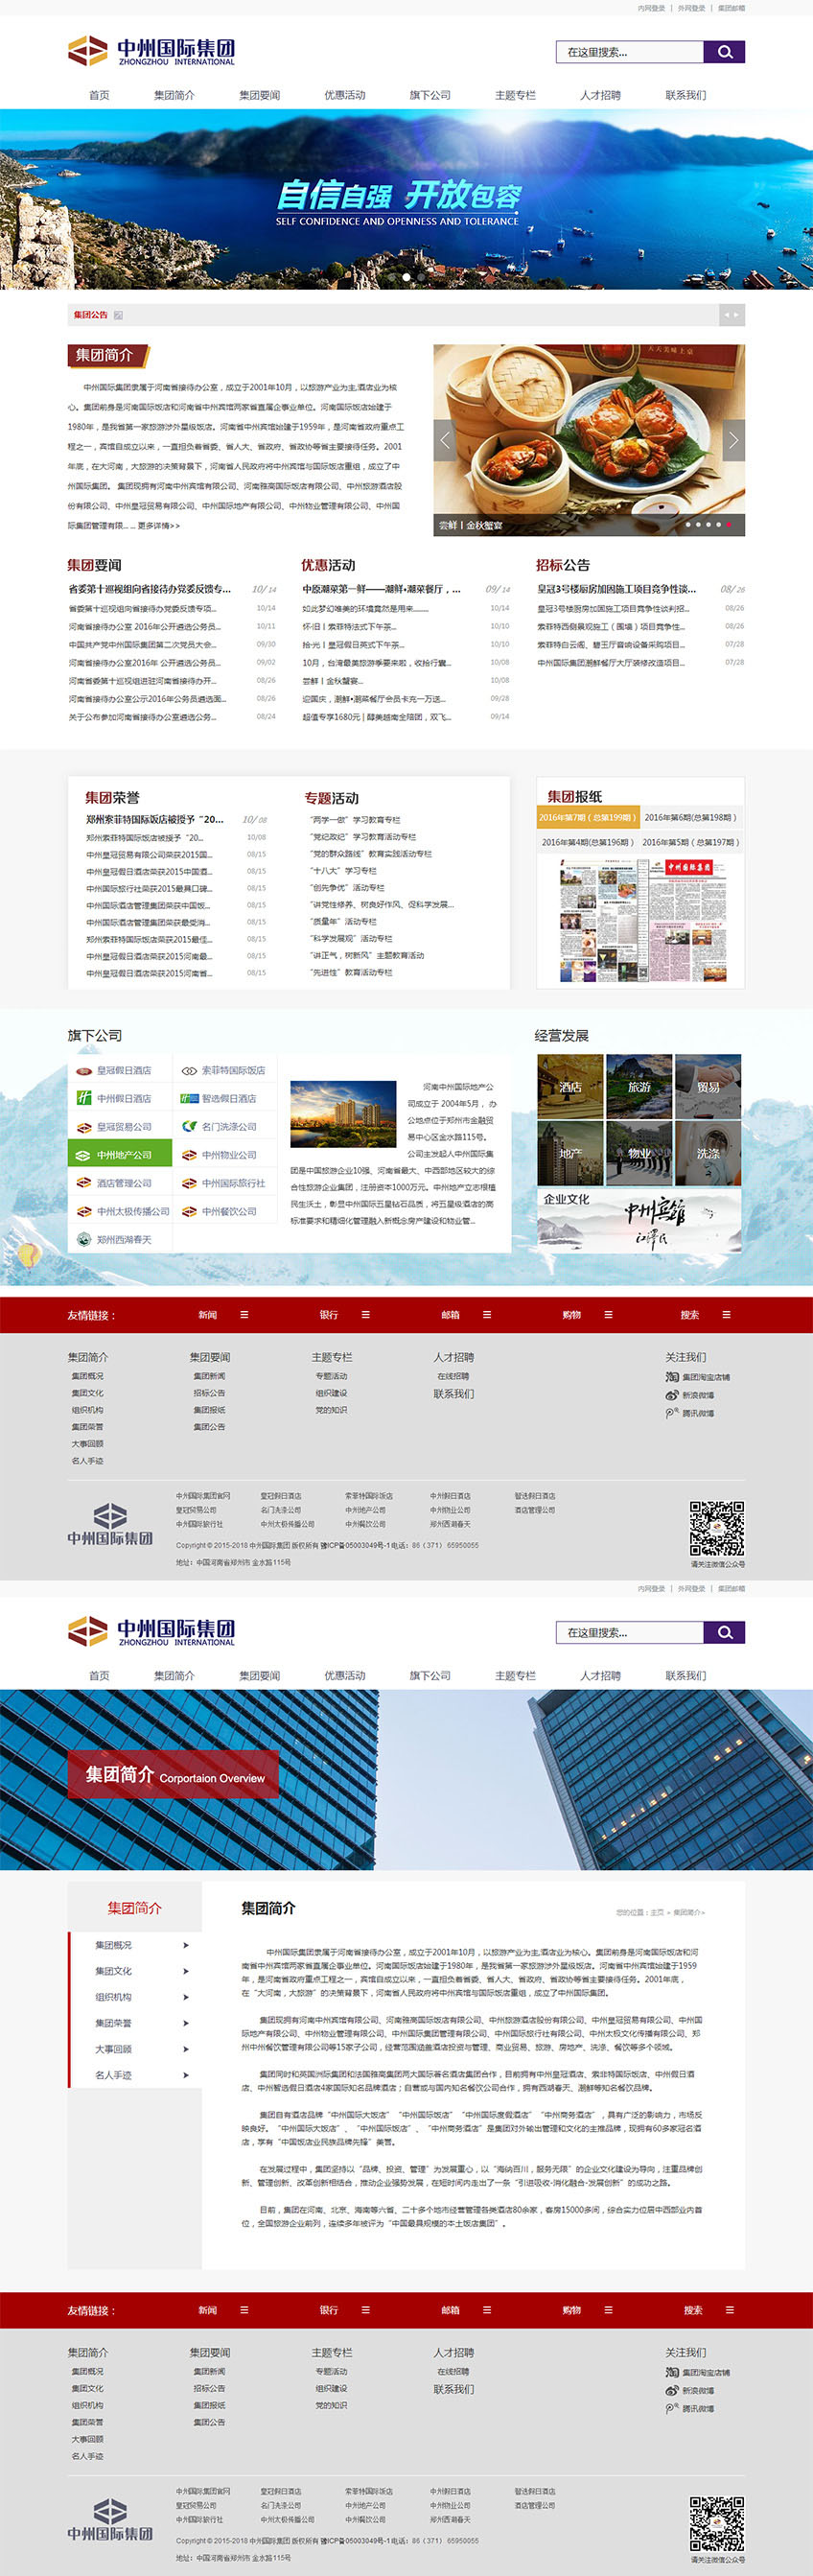 内网登录 | 外网登录 | 集团邮箱
中州国际集团
ZHONGZHOU INTERNATIONAL
在这里搜索...
首页 集团简介 集团要闻 优惠活动 旗下公司 主题专栏 人才招聘 联系我们
自信自强 开放包容
SELF CONFIDENCE AND OPENNESS AND TOLERANCE
集团公告
集团简介
中州国际集团隶属于河南省接待办公室，成立于2001年10月，以旅游产业为主,酒店业为核
心。集团前身是河南国际饭店和河南省中州宾馆两家省直属企事业单位。河南国际饭店始建于
1980年，是我省第一家旅游涉外星级饭店。河南省中州宾馆始建于1959年，是河南省政府重点工
程之一，宾馆自成立以来，一直担负着省委、省人大、省政府、省政协等省主要接待任务。2001
年底，在大河南，大旅游的决策背景下，河南省人民政府将中州宾馆与国际饭店重组，成立了中
州国际集团。 集团现拥有河南中州宾馆有限公司、河南雅高国际饭店有限公司、中州旅游酒店股
份有限公司、中州皇冠贸易有限公司、中州国际地产有限公司、中州物业管理有限公司、中州国
际集团管理有限... ... 更多详情>>
尝鲜丨金秋蟹宴
集团要闻
省委第十巡视组向省接待办党委反馈专... 10/14
省委第十巡视组向省接待办党委反馈专项... 10/14
河南省接待办公室 2016年公开遴选公务员... 10/11
中国共产党中州国际集团第二次党员大会... 09/30
河南省接待办公室2016年 公开遴选公务员... 09/02
河南省委第十巡视组进驻河南省接待办开... 08/26
河南省接待办公室公示2016年公务员遴选面... 08/26
关于公布参加河南省接待办公室遴选公务... 08/24
优惠活动
中原潮菜第一鲜——潮鲜•潮菜餐厅，... 09/14
如此梦幻唯美的环境竟然是用来........ 10/14
怀·旧丨索菲特法式下午茶... 10/10
拾·光丨皇冠假日英式下午茶... 10/10
10月，台湾最美旅游季要来啦，收拾行囊... 10/08
尝鲜丨金秋蟹宴... 10/08
迎国庆，潮鲜•潮菜餐厅会员卡充一万送... 09/28
超值专享1680元 | 醇美越南全陪团，双飞... 09/14
招标公告
皇冠3号楼厨房加固施工项目竞争性谈... 08/26
皇冠3号楼厨房加固施工项目竞争性谈判招... 08/26
索菲特西侧景观施工（围墙）项目竞争性... 08/26
索菲特白云阁、碧玉厅音响设备采购项目... 07/28
中州国际集团潮鲜餐厅大厅装修改造项目... 07/28
集团荣誉
郑州索菲特国际饭店被授予“20... 10/08
郑州索菲特国际饭店被授予“20... 10/08
中州皇冠贸易有限公司荣获2015国... 08/15
中州皇冠假日酒店荣获2015中国酒... 08/15
中州国际旅行社荣获2015最具口碑... 08/15
中州国际酒店管理集团荣获中国饭... 08/15
中州国际酒店管理集团荣获最受消... 08/15
郑州索菲特国际饭店荣获2015最佳... 08/15
中州皇冠假日酒店荣获2015河南最... 08/15
中州皇冠假日酒店荣获2015河南省... 08/15
专题活动
“两学一做”学习教育专栏
“党纪政纪”学习教育活动专栏
“党的群众路线”教育实践活动专栏
“十八大”学习专栏
“创先争优”活动专栏
“讲党性修养、树良好作风、促科学发展...
“质量年”活动专栏
“科学发展观”活动专栏
“讲正气，树新风”主题教育活动
“先进性”教育活动专栏
集团报纸
2016年第7期（总第199期） 2016年第6期(总第198期)
2016年第4期(总第196期） 2016年第5期（总第197期）
中州国际集团
旗下公司
皇冠假日酒店 索菲特国际饭店
中州假日酒店 智选假日酒店
皇冠贸易公司 名门洗涤公司
中州地产公司 中州物业公司
酒店管理公司 中州国际旅行社
中州太极传播公司 中州餐饮公司
郑州西湖春天
河南中州国际地产公
司成立于 2004年5月， 办
公地点位于郑州市金融贸
易中心区金水路115号。
公司主发起人中州国际集
团是中国旅游企业10强、河南省最大、中西部地区较大的综
合性旅游企业集团，注册资本1000万元。中州地产立志根植
民生沃土，彰显中州国际五星钻石品质，将五星级酒店的高
标准要求和精细化管理融入新概念房产建设和物业管...
经营发展
酒店 旅游 贸易
地产 物业 洗涤
企业文化
中州宾馆
江泽民
友情链接： 新闻 银行 邮箱 购物 搜索
集团简介 集团要闻 主题专栏 人才招聘 关注我们
集团概况 集团新闻 专题活动 在线招聘 集团淘宝店铺
集团文化 招标公告 组织建设 联系我们 新浪微博
组织机构 集团报纸 党的知识 腾讯微博
集团荣誉 集团公告
大事回顾
名人手迹
中州国际集团
中州国际集团官网 皇冠假日酒店 索菲特国际饭店 中州假日酒店 智选假日酒店
皇冠贸易公司 名门洗涤公司 中州地产公司 中州物业公司 酒店管理公司
中州国际旅行社 中州太极传播公司 中州餐饮公司 郑州西湖春天
Copyright © 2015-2018 中州国际集团 版权所有 豫ICP备05003049号-1 电话：86（371） 65950055
地址：中国河南省郑州市 金水路115号
请关注微信公众号
内网登录 | 外网登录 | 集团邮箱
中州国际集团
ZHONGZHOU INTERNATIONAL
在这里搜索...
首页 集团简介 集团要闻 优惠活动 旗下公司 主题专栏 人才招聘 联系我们
集团简介 Corportaion Overview
集团简介
集团概况
集团文化
组织机构
集团荣誉
大事回顾
名人手迹
集团简介
您的位置：主页 > 集团简介>
中州国际集团隶属于河南省接待办公室，成立于2001年10月，以旅游产业为主,酒店业为核心。集团前身是河南国际饭店和河
南省中州宾馆两家省直属企事业单位。河南国际饭店始建于1980年，是我省第一家旅游涉外星级饭店。河南省中州宾馆始建于1959
年，是河南省政府重点工程之一，宾馆自成立以来，一直担负着省委、省人大、省政府、省政协等省主要接待任务。2001年底，
在“大河南，大旅游”的决策背景下，河南省人民政府将中州宾馆与国际饭店重组，成立了中州国际集团。
集团现拥有河南中州宾馆有限公司、河南雅高国际饭店有限公司、中州旅游酒店股份有限公司、中州皇冠贸易有限公司、中州国
际地产有限公司、中州物业管理有限公司、中州国际集团管理有限公司、中州国际旅行社有限公司、中州太极文化传播有限公司、郑
州中州餐饮管理有限公司等15家子公司，经营范围涵盖酒店投资与管理、商业贸易、旅游、房地产、洗涤、餐饮等多个领域。
集团同时和英国洲际集团和法国雅高集团两大国际著名酒店集团合作，目前拥有中州皇冠酒店、索菲特国际饭店、中州假日酒
店、中州智选假日酒店4家国际知名品牌酒店；自营或与国内知名餐饮公司合作，拥有西湖春天、潮鲜等知名餐饮品牌。
集团自有酒店品牌“中州国际大饭店”“中州国际饭店”“中州国际度假酒店”“中州商务酒店”，具有广泛的影响力，市场反
映良好。“中州国际大饭店”、“中州国际饭店”、“中州商务酒店”是集团对外输出管理和文化的主推品牌，现拥有60多家冠名酒
店，享有“中国饭店业民族品牌先锋”美誉。
在发展过程中，集团坚持以“品牌、投资、管理”为发展重心，以“海纳百川，服务无限”的企业文化建设为导向，注重品牌创
新、管理创新、改革创新相结合，推动企业强势发展，在短时间内走出了一条“引进吸收-消化融合-发展创新”的成功之路。
目前，集团在河南、北京、海南等六省、二十多个地市经营管理各类酒店80余家，客房15000多间，综合实力位居中西部业内首
位，全国旅游企业前列，连续多年被评为“中国最具规模的本土饭店集团”。
友情链接： 新闻 银行 邮箱 购物 搜索
集团简介 集团要闻 主题专栏 人才招聘 关注我们
集团概况 集团新闻 专题活动 在线招聘 集团淘宝店铺
集团文化 招标公告 组织建设 联系我们 新浪微博
组织机构 集团报纸 党的知识 腾讯微博
集团荣誉 集团公告
大事回顾
名人手迹
中州国际集团
中州国际集团官网 皇冠假日酒店 索菲特国际饭店 中州假日酒店 智选假日酒店
皇冠贸易公司 名门洗涤公司 中州地产公司 中州物业公司 酒店管理公司
中州国际旅行社 中州太极传播公司 中州餐饮公司 郑州西湖春天
Copyright © 2015-2018 中州国际集团 版权所有 豫ICP备05003049号-1 电话：86（371） 65950055
地址：中国河南省郑州市 金水路115号
请关注微信公众号